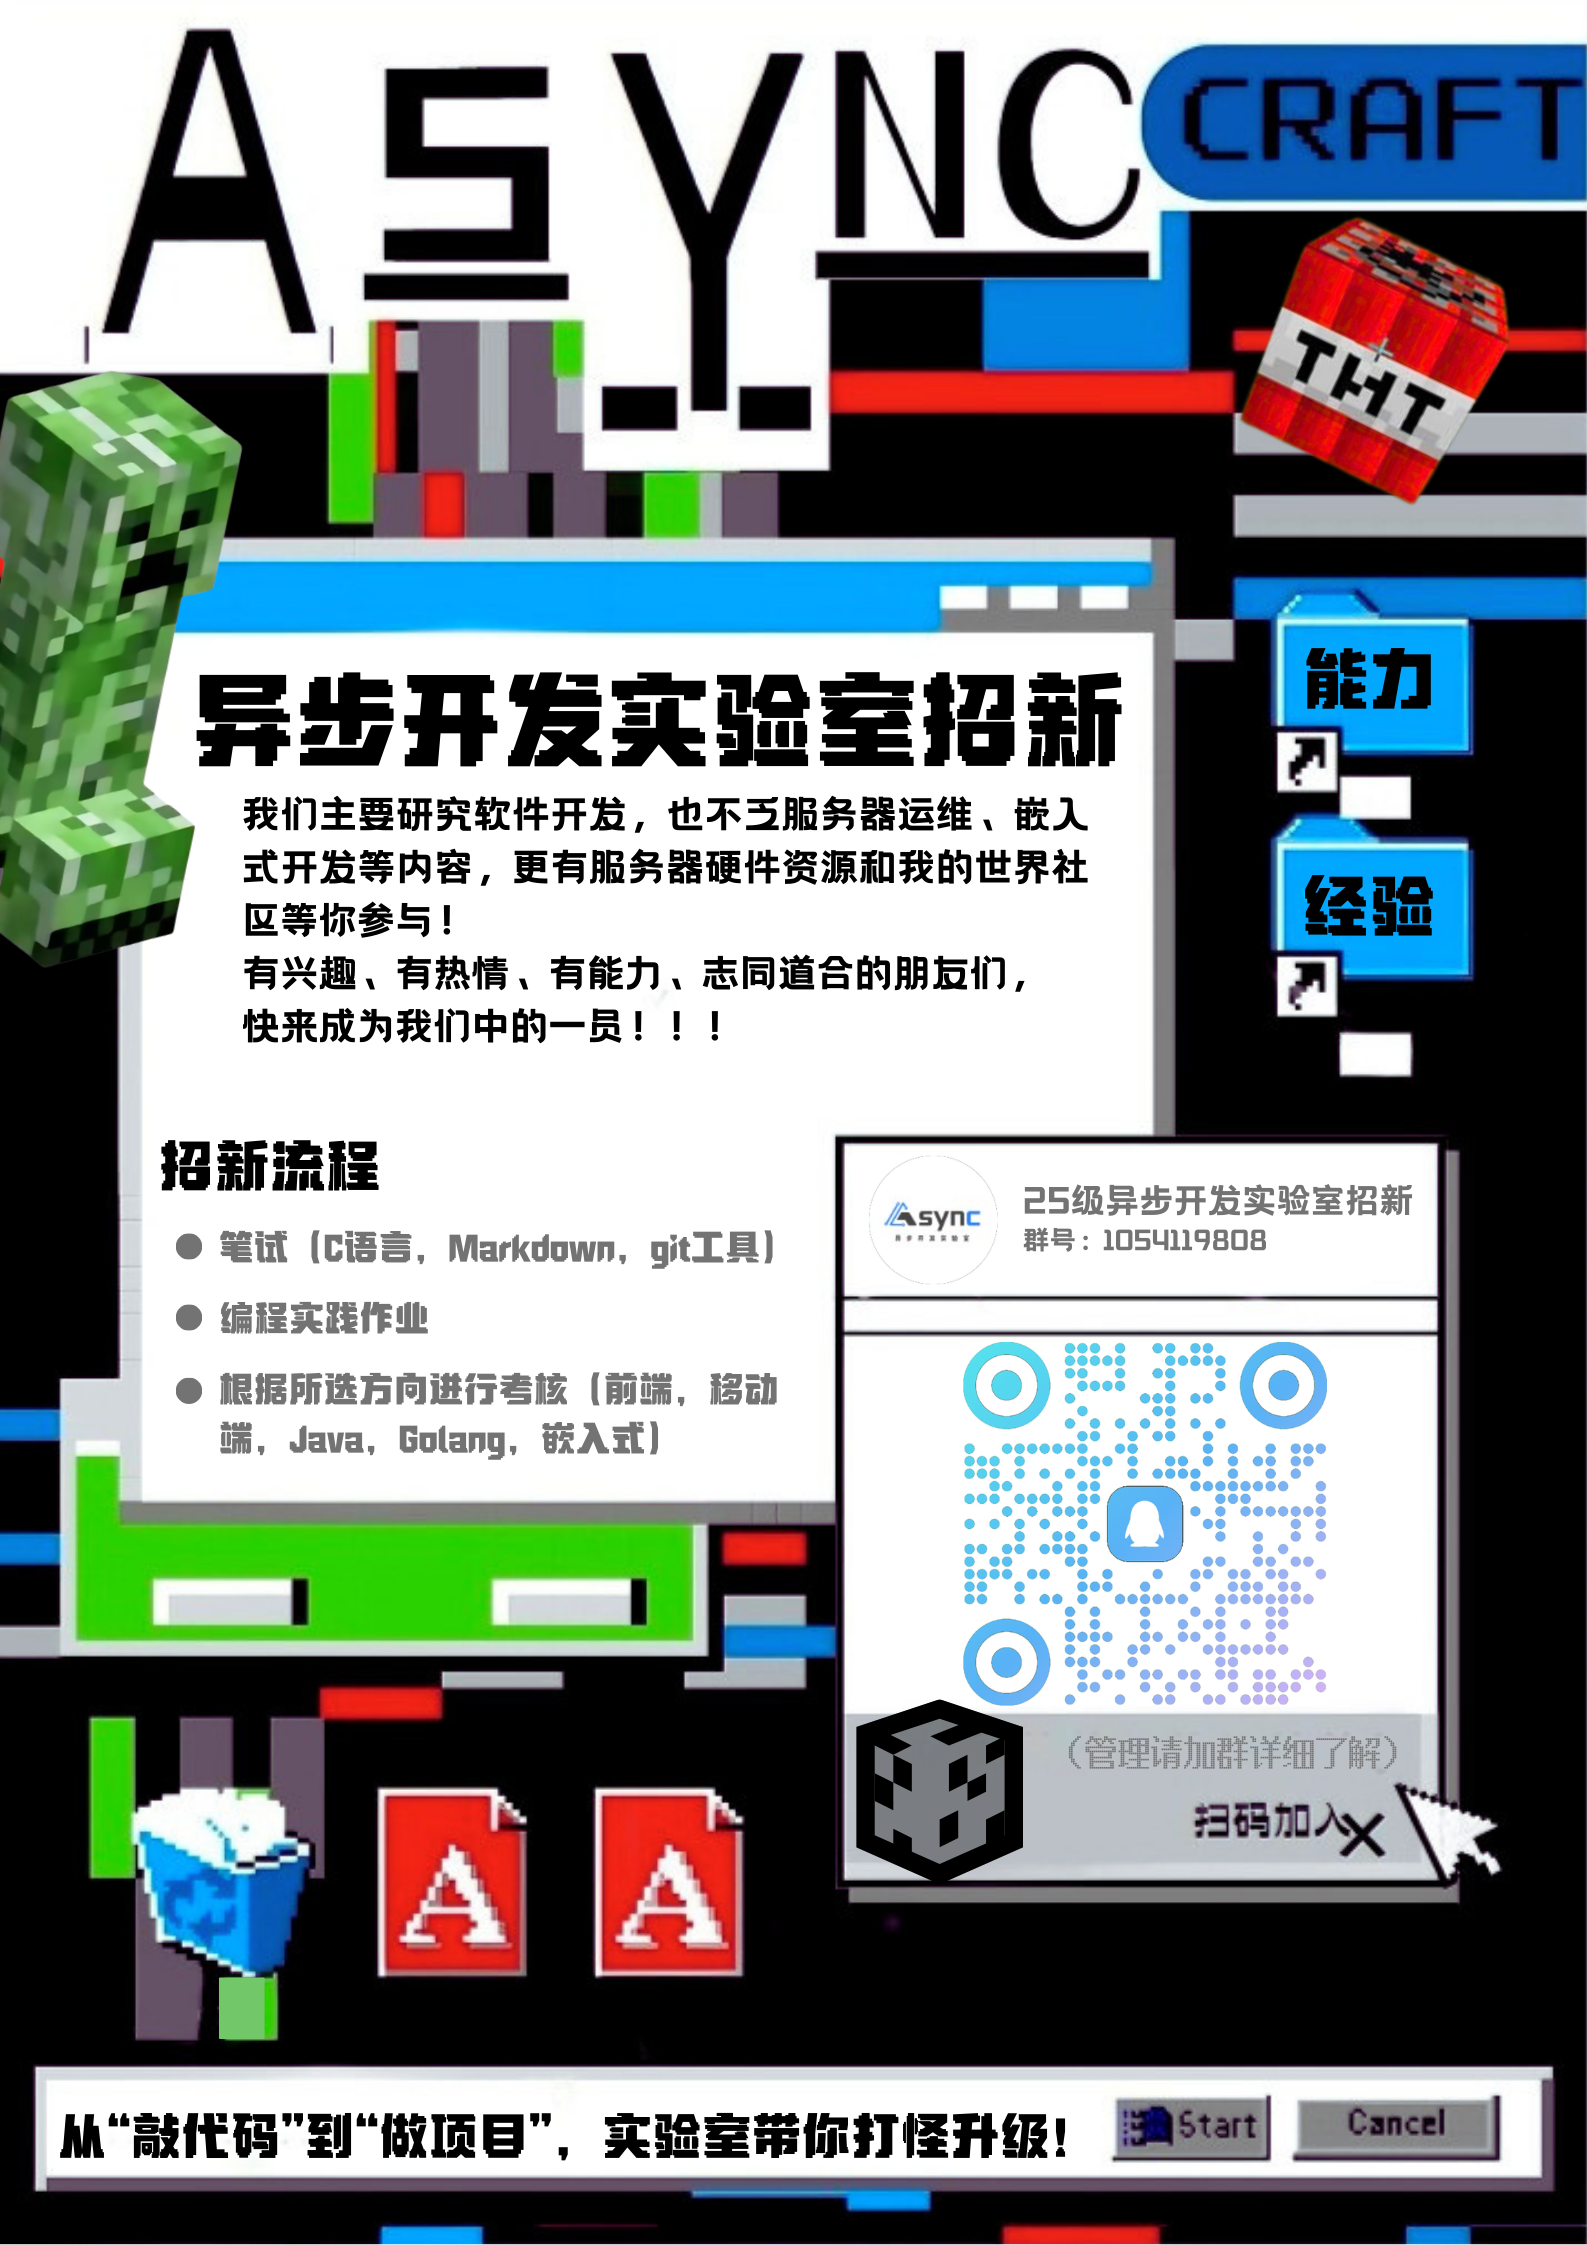 ASYNC
CRAFT
TNT
异步开发实验室招新
我们主要研究软件开发，也不乏服务器运维、嵌入
式开发等内容，更有服务器硬件资源和我的世界社
区等你参与！
有兴趣、有热情、有能力、志同道合的朋友们，
快来成为我们中的一员！！！
能力
经验
招新流程
● 笔试（C语言，Markdown，git工具）
● 编程实践作业
● 根据所选方向进行考核（前端，移动
端，Java，Golang，嵌入式）
Async
异步开发实验室
25级异步开发实验室招新
群号：1054119808
（管理请加群详细了解）
扫码加入
A
A
从“敲代码”到“做项目”，实验室带你打怪升级！
Start
Cancel